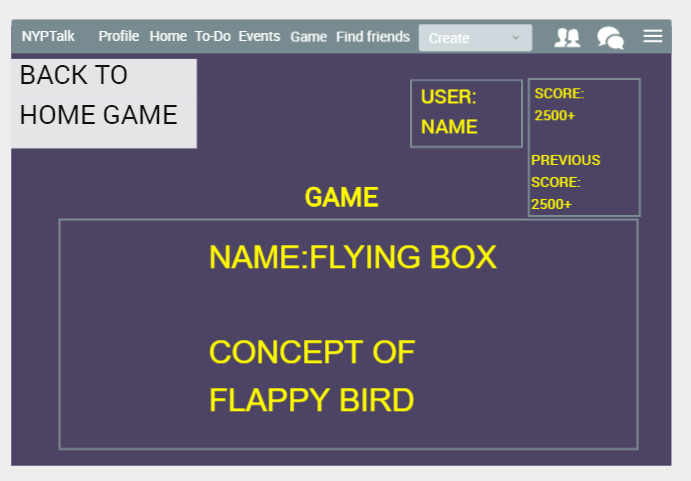 NYPTalk Profile Home To-Do Events Game Find friends Create
BACK TO
HOME GAME
USER:
NAME
SCORE:
2500+
PREVIOUS
SCORE:
2500+
GAME
NAME:FLYING BOX
CONCEPT OF
FLAPPY BIRD